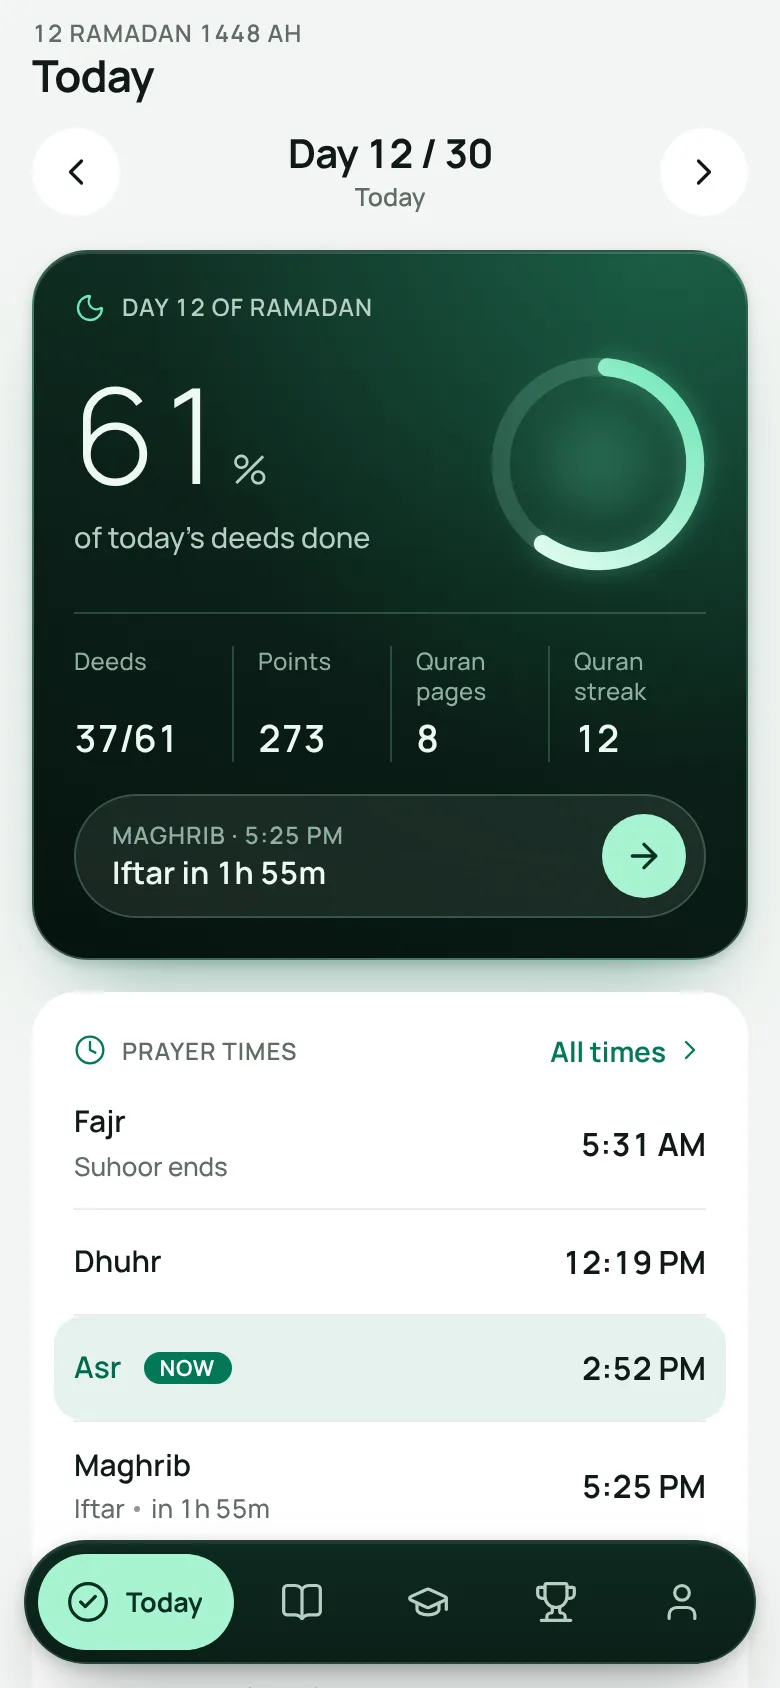 12 RAMADAN 1448 AH
Today
Day 12 / 30
Today
DAY 12 OF RAMADAN
61 %
of today's deeds done
Deeds
37/61
Points
273
Quran
pages
8
Quran
streak
12
MAGHRIB · 5:25 PM
Iftar in 1h 55m
PRAYER TIMES
All times
Fajr
Suhoor ends
5:31 AM
Dhuhr
12:19 PM
Asr
NOW
2:52 PM
Maghrib
Iftar • in 1h 55m
5:25 PM
Today